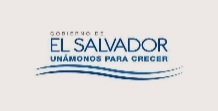 GOBIERNO DE
EL SALVADOR
UNÁMONOS PARA CRECER